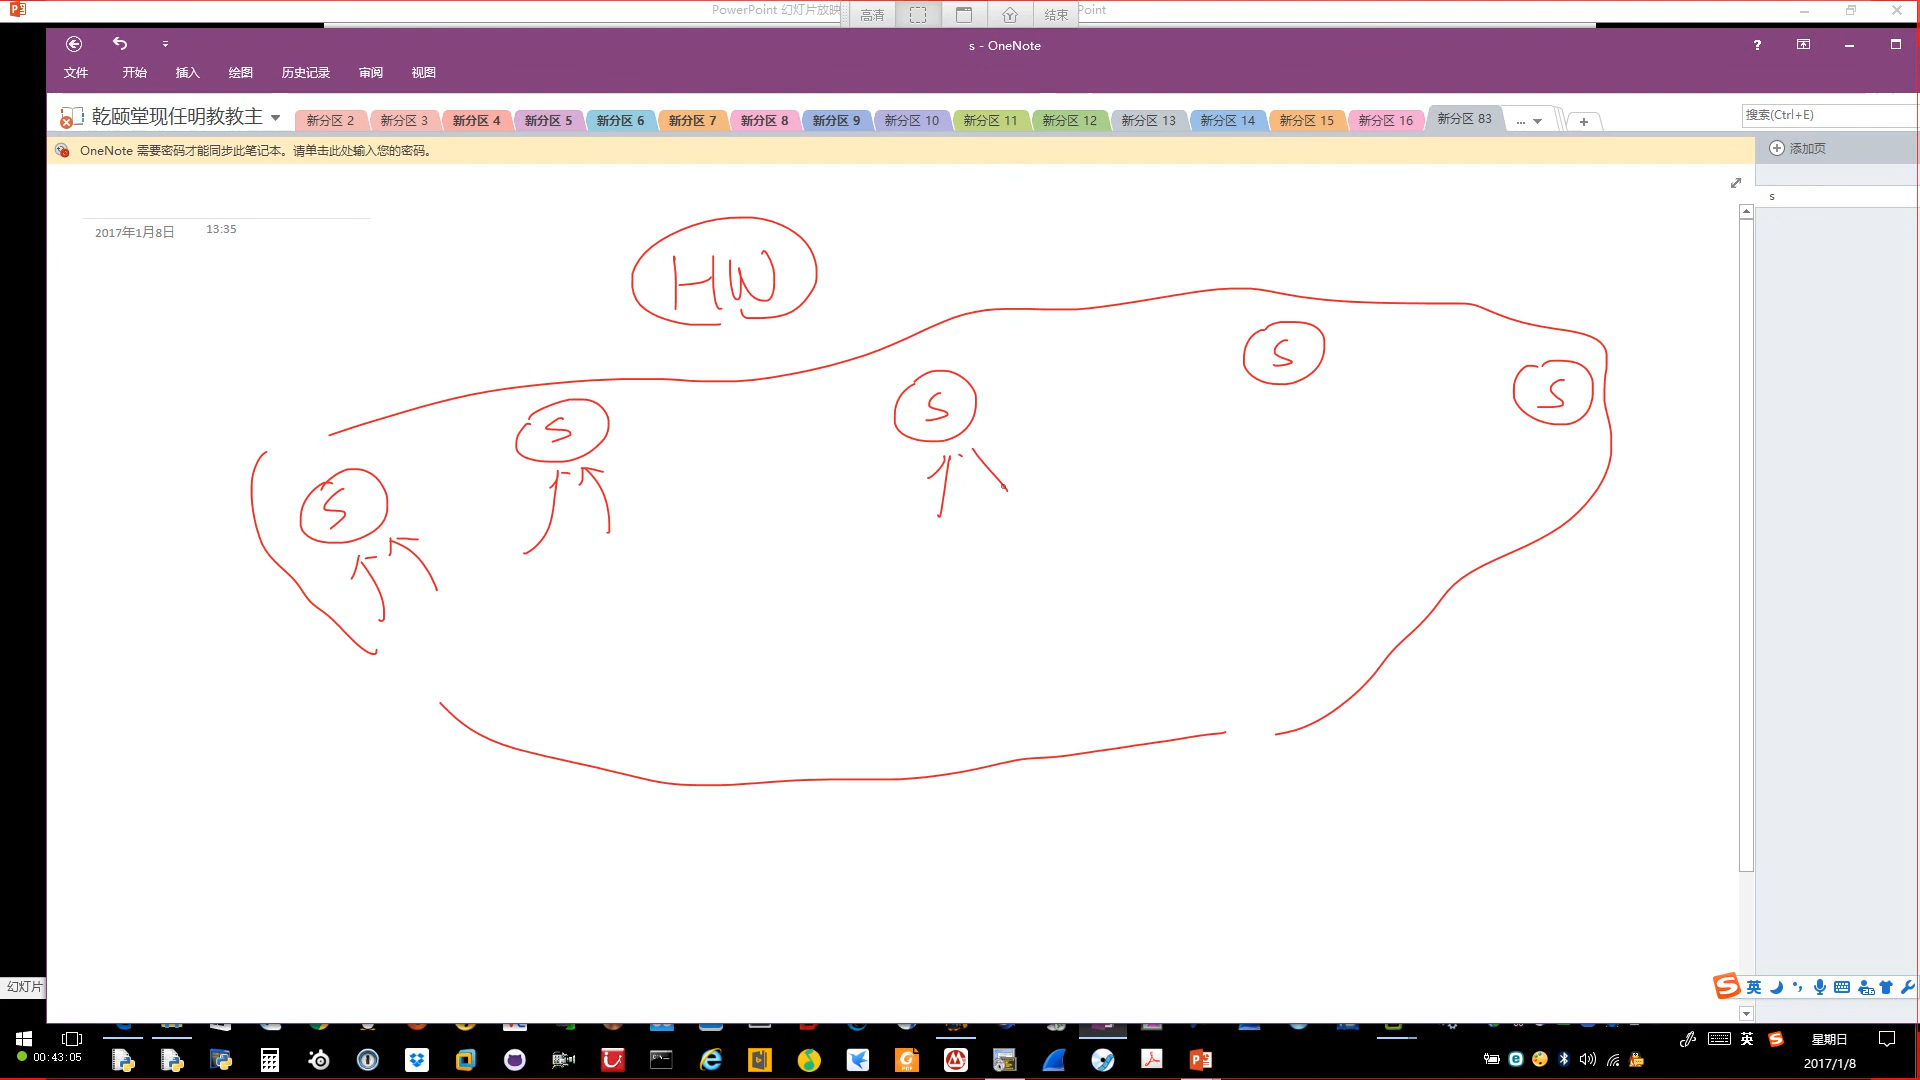 PowerPoint 幻灯片放映
高清
结束
Point
s - OneNote
?
文件 开始 插入 绘图 历史记录 审阅 视图
乾颐堂现任明教教主
新分区 2 新分区 3 新分区 4 新分区 5 新分区 6 新分区 7 新分区 8 新分区 9 新分区 10 新分区 11 新分区 12 新分区 13 新分区 14 新分区 15 新分区 16 新分区 83 ...
搜索(Ctrl+E)
OneNote 需要密码才能同步此笔记本。请单击此处输入您的密码。
添加页
s
2017年1月8日 13:35
HW
S
S
S
S
S
幻灯片
英
英
星期日
00:43:05
2017/1/8